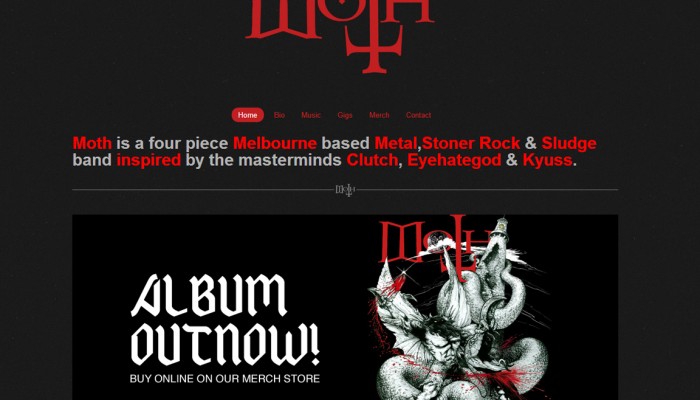 MOTH
Home Bio Music Gigs Merch Contact
Moth is a four piece Melbourne based Metal,Stoner Rock & Sludge
band inspired by the masterminds Clutch, Eyehategod & Kyuss.
MOTH
MOTH
ALBUM
OUTNOW!
BUY ONLINE ON OUR MERCH STORE